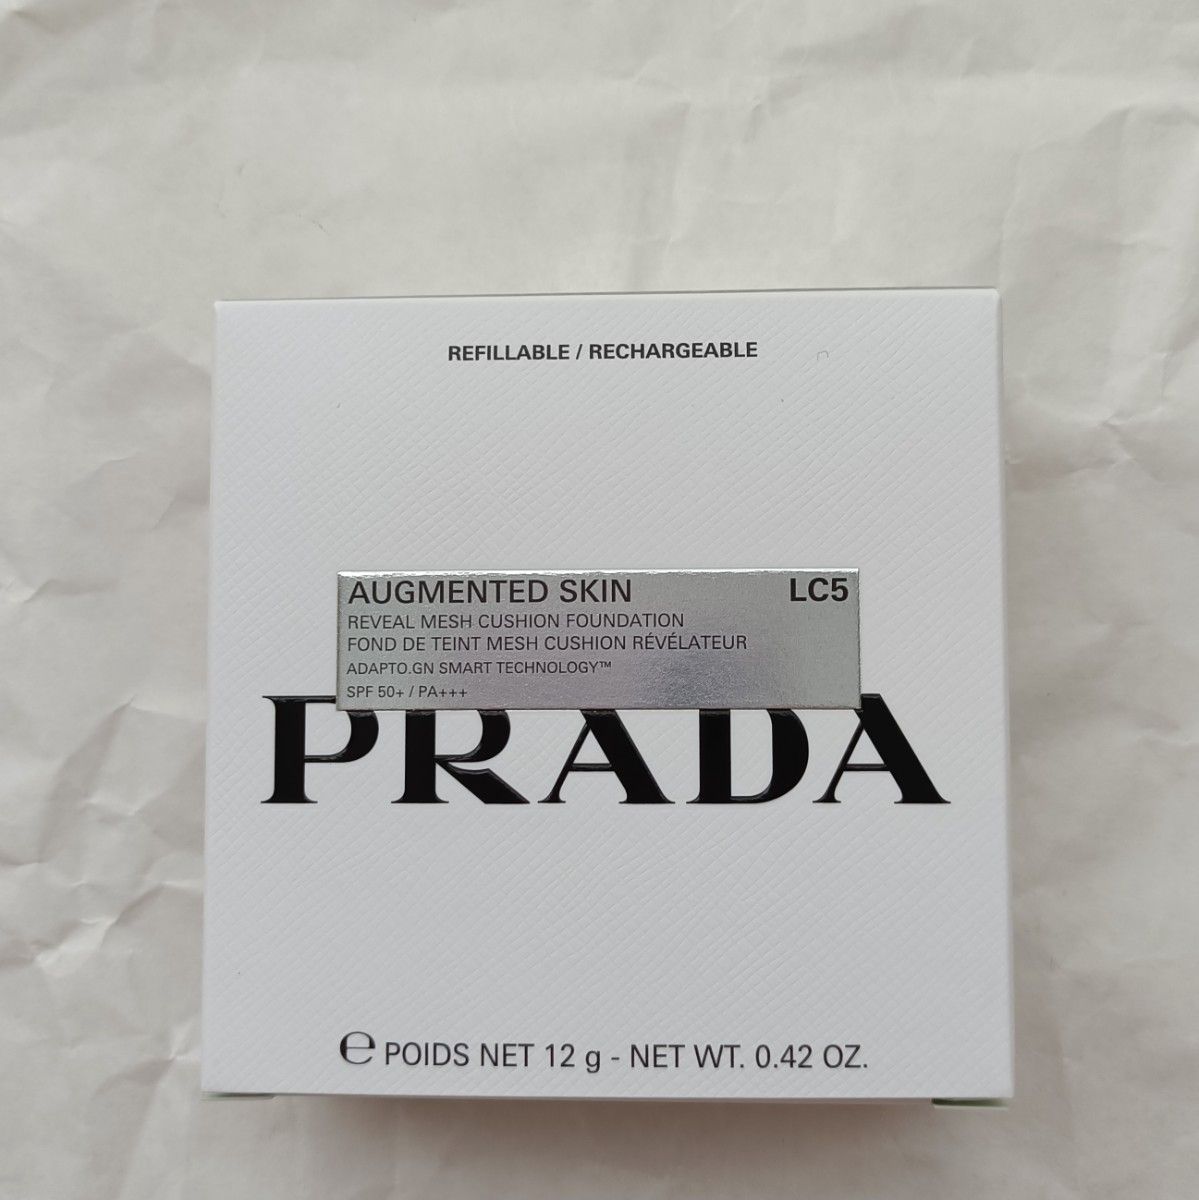 REFILLABLE / RECHARGEABLE
AUGMENTED SKIN LC5
REVEAL MESH CUSHION FOUNDATION
FOND DE TEINT MESH CUSHION RÉVÉLATEUR
ADAPTO.GN SMART TECHNOLOGY™
SPF 50+ / PA+++
PRADA
℮ POIDS NET 12 g - NET WT. 0.42 OZ.